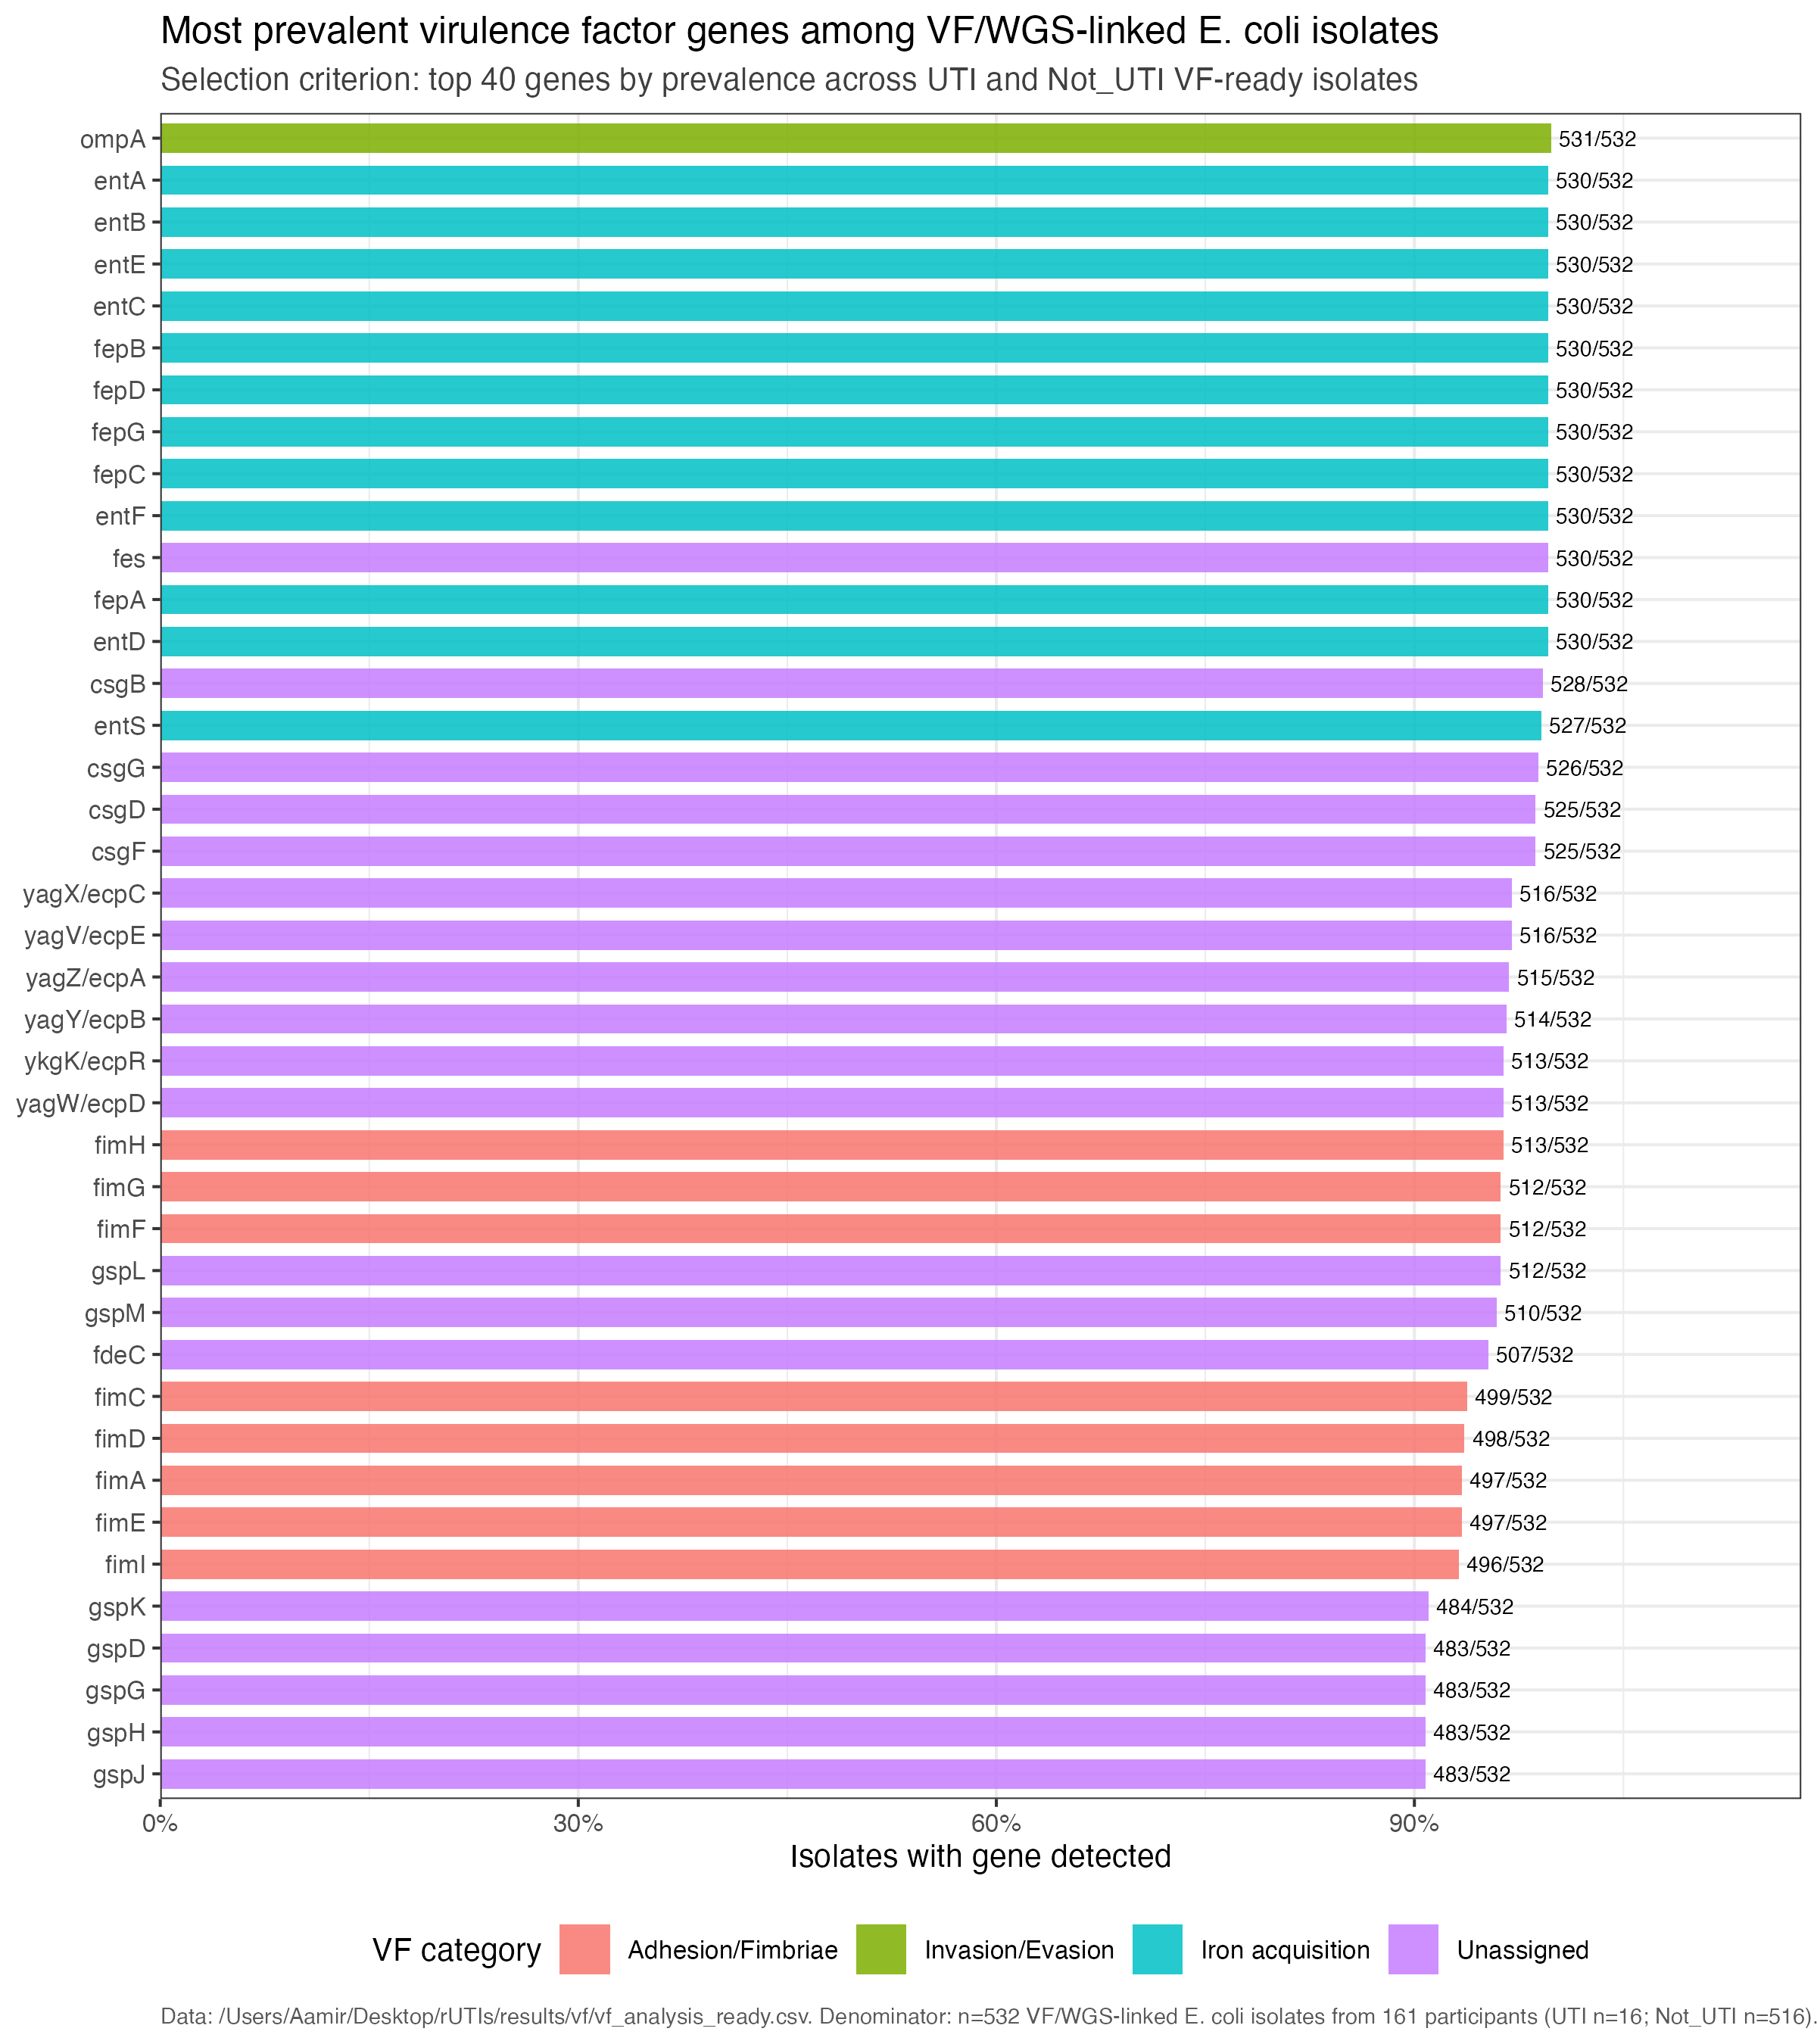 Most prevalent virulence factor genes among VF/WGS-linked E. coli isolates
Selection criterion: top 40 genes by prevalence across UTI and Not_UTI VF-ready isolates
ompA 531/532
entA 530/532
entB 530/532
entE 530/532
entC 530/532
fepB 530/532
fepD 530/532
fepG 530/532
fepC 530/532
entF 530/532
fes 530/532
fepA 530/532
entD 530/532
csgB 528/532
entS 527/532
csgG 526/532
csgD 525/532
csgF 525/532
yagX/ecpC 516/532
yagV/ecpE 516/532
yagZ/ecpA 515/532
yagY/ecpB 514/532
ykgK/ecpR 513/532
yagW/ecpD 513/532
fimH 513/532
fimG 512/532
fimF 512/532
gspL 512/532
gspM 510/532
fdeC 507/532
fimC 499/532
fimD 498/532
fimA 497/532
fimE 497/532
fimI 496/532
gspK 484/532
gspD 483/532
gspG 483/532
gspH 483/532
gspJ 483/532
0% 30% 60% 90%
Isolates with gene detected
VF category Adhesion/Fimbriae Invasion/Evasion Iron acquisition Unassigned
Data: /Users/Aamir/Desktop/rUTIs/results/vf/vf_analysis_ready.csv. Denominator: n=532 VF/WGS-linked E. coli isolates from 161 participants (UTI n=16; Not_UTI n=516).